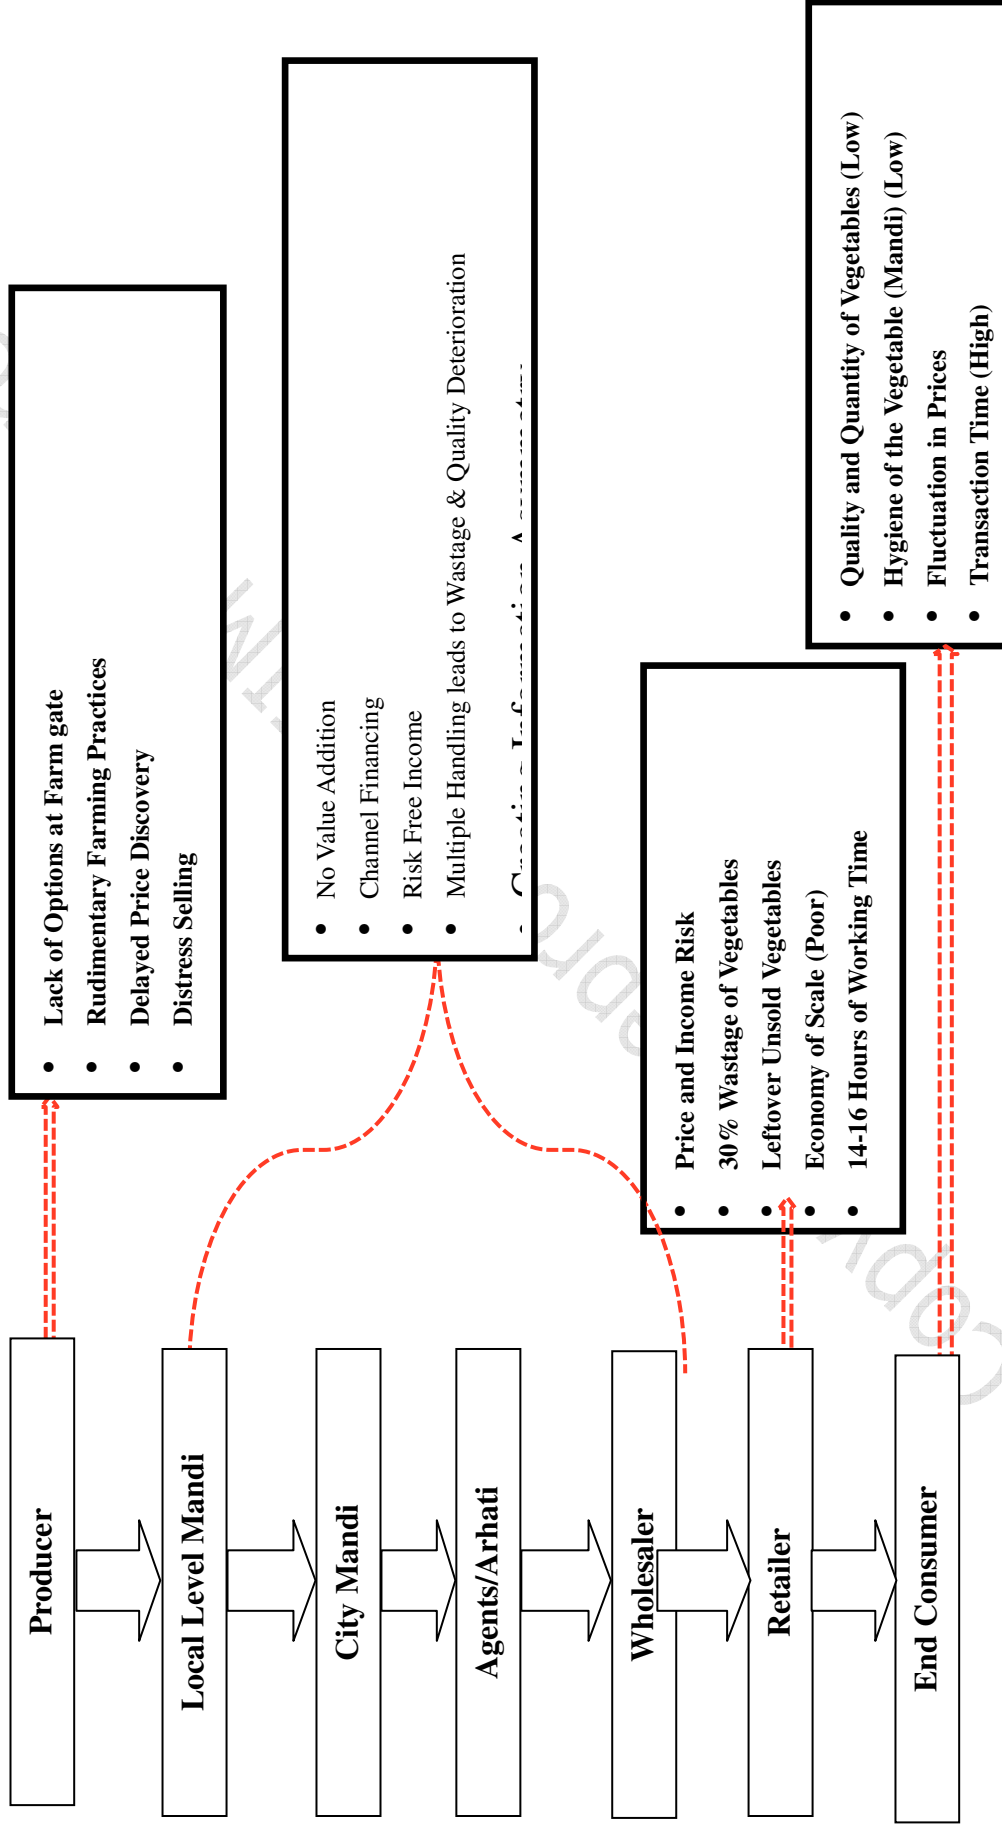 Producer
Local Level Mandi
City Mandi
Agents/Arhati
Wholesaler
Retailer
End Consumer
• Lack of Options at Farm gate
• Rudimentary Farming Practices
• Delayed Price Discovery
• Distress Selling
• No Value Addition
• Channel Financing
• Risk Free Income
• Multiple Handling leads to Wastage & Quality Deterioration
• Creating Information Asymmetry
• Price and Income Risk
• 30% Wastage of Vegetables
• Leftover Unsold Vegetables
• Economy of Scale (Poor)
• 14-16 Hours of Working Time
• Quality and Quantity of Vegetables (Low)
• Hygiene of the Vegetable (Mandi) (Low)
• Fluctuation in Prices
• Transaction Time (High)